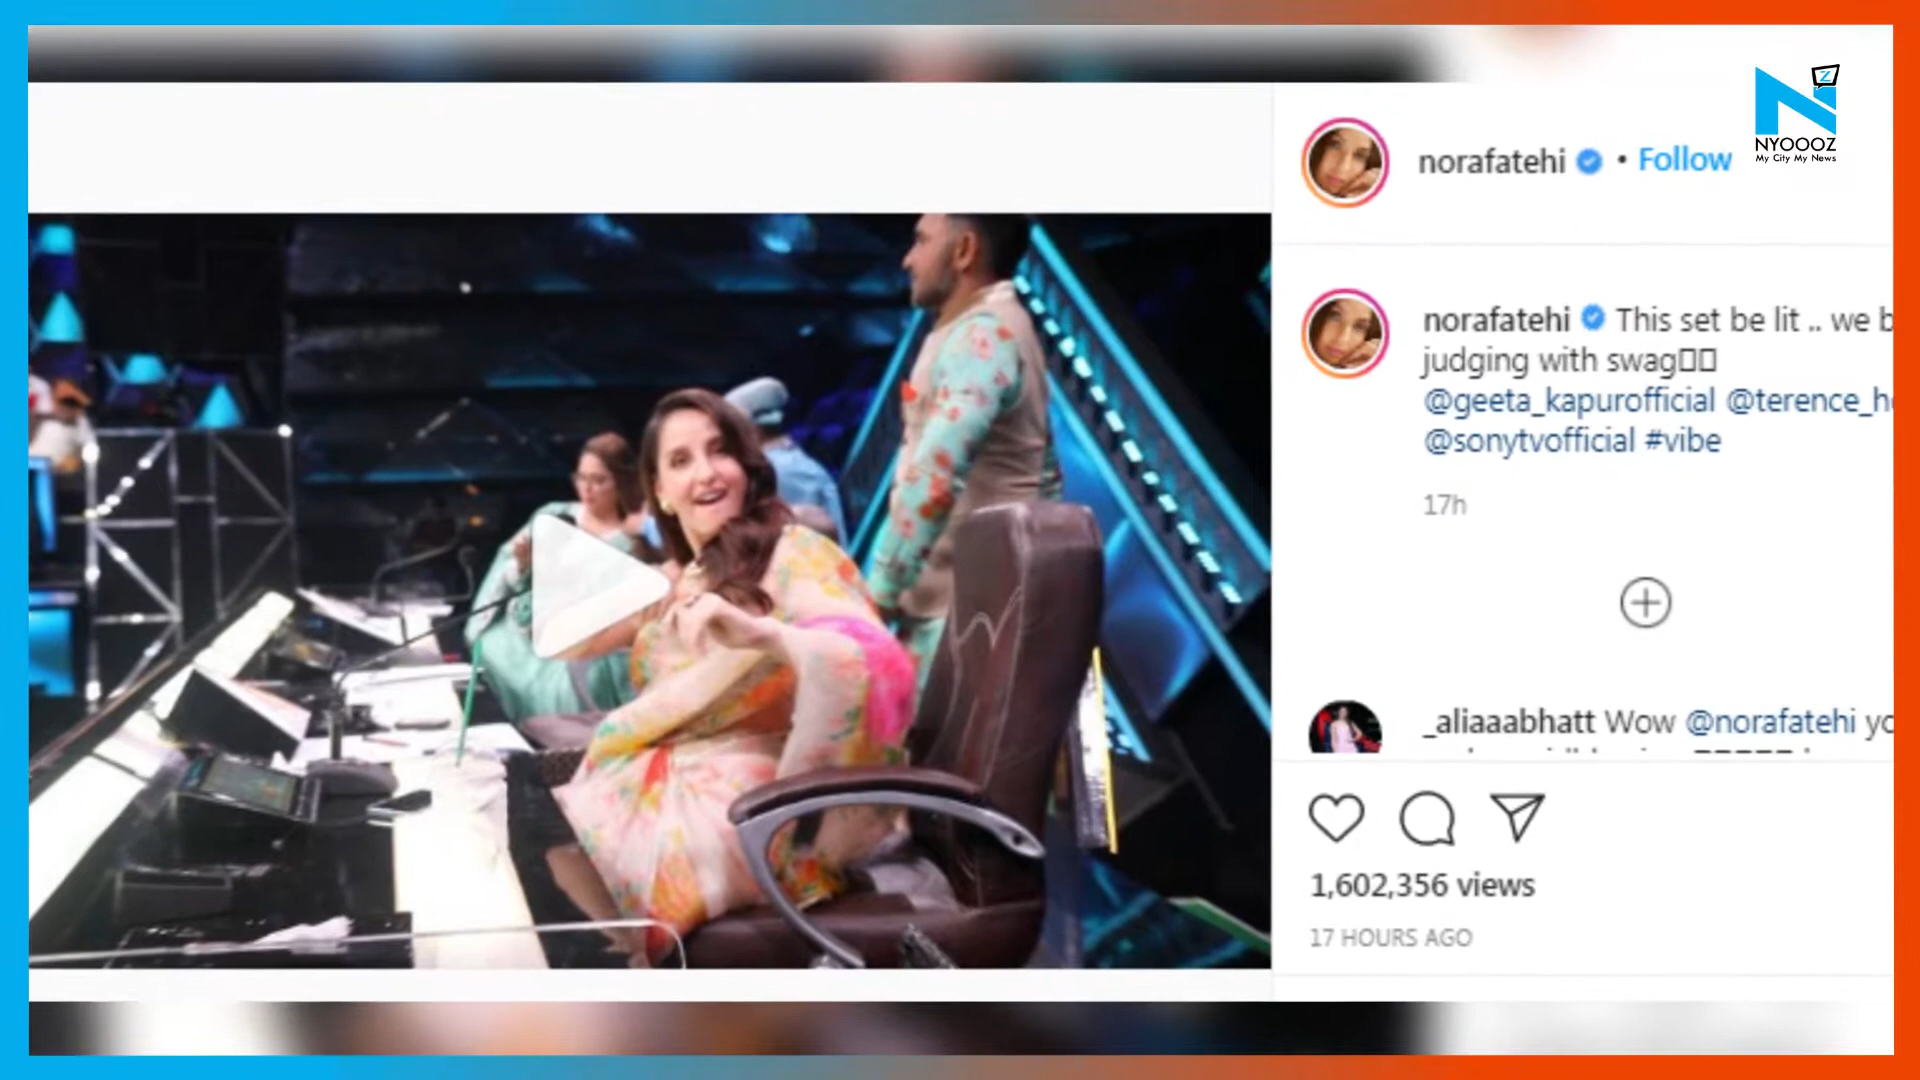 Z
NYOOOZ
My City My News
norafatehi • Follow
norafatehi This set be lit .. we b
judging with swag
@geeta_kapurofficial @terence_h
@sonytvofficial #vibe
17h
_aliaaabhatt Wow @norafatehi yo
1,602,356 views
17 HOURS AGO